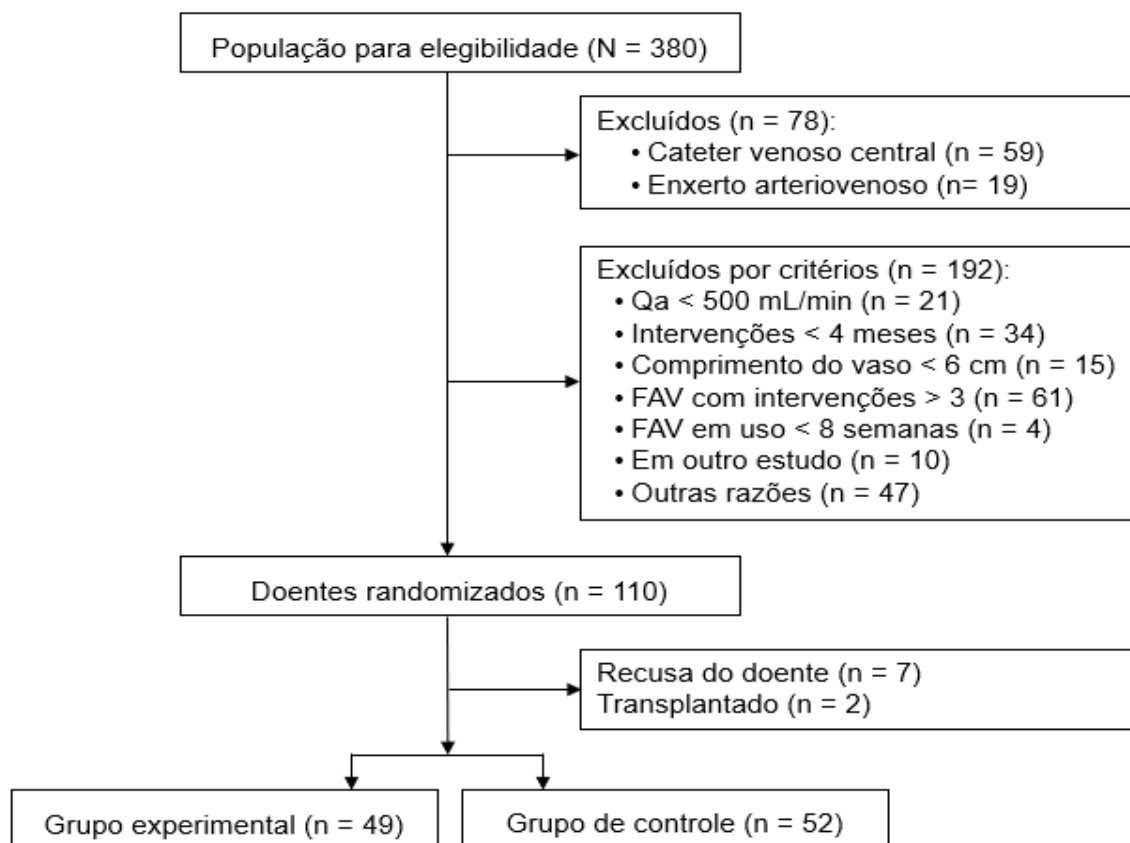 População para elegibilidade (N = 380)
Excluídos (n = 78):
• Cateter venoso central (n = 59)
• Enxerto arteriovenoso (n= 19)
Excluídos por critérios (n = 192):
• Qa < 500 mL/min (n = 21)
• Intervenções < 4 meses (n = 34)
• Comprimento do vaso < 6 cm (n = 15)
• FAV com intervenções > 3 (n = 61)
• FAV em uso < 8 semanas (n = 4)
• Em outro estudo (n = 10)
• Outras razões (n = 47)
Doentes randomizados (n = 110)
Recusa do doente (n = 7)
Transplantado (n = 2)
Grupo experimental (n = 49)
Grupo de controle (n = 52)